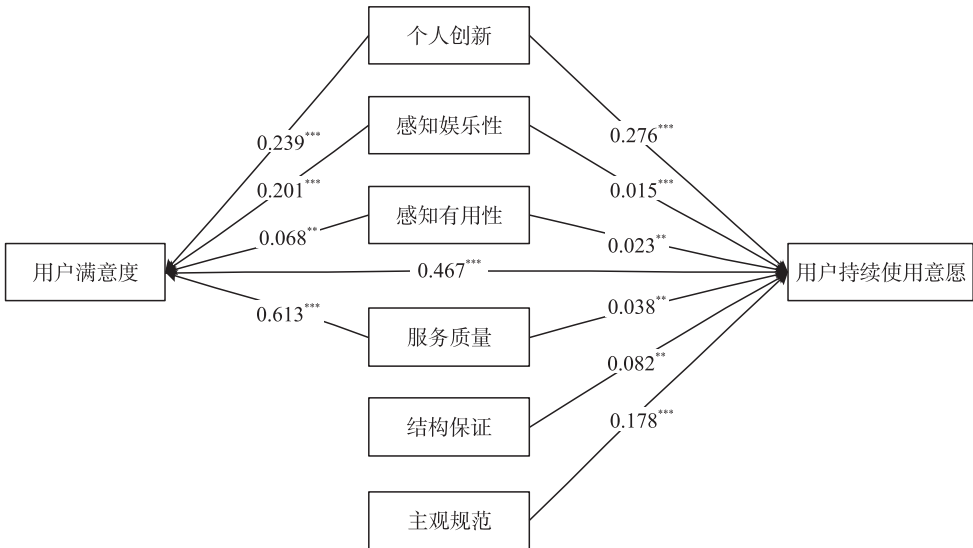 个人创新
0.239***
0.276***
感知娱乐性
0.201***
0.015***
感知有用性
0.068**
0.023**
用户满意度
0.467***
用户持续使用意愿
0.613***
0.038**
服务质量
0.082**
结构保证
0.178***
主观规范